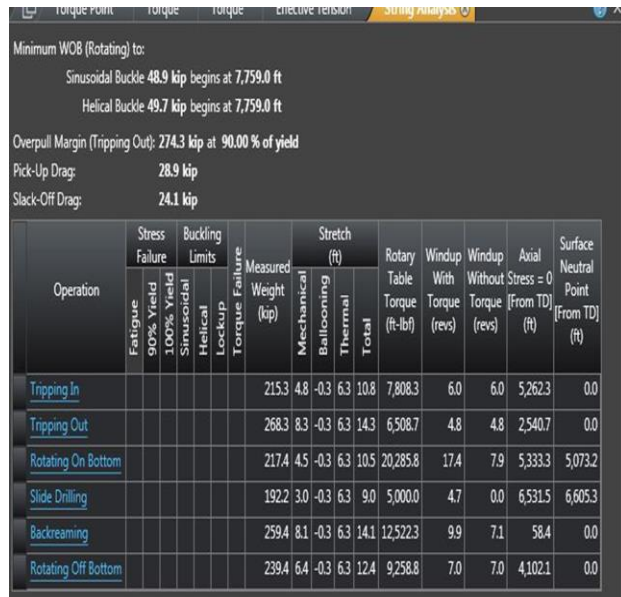 Torque Point Torque Torque Effective Tension String Analysis
Minimum WOB (Rotating) to:
Sinusoidal Buckle 48.9 kip begins at 7,759.0 ft
Helical Buckle 49.7 kip begins at 7,759.0 ft
Overpull Margin (Tripping Out): 274.3 kip at 90.00 % of yield
Pick-Up Drag: 28.9 kip
Slack-Off Drag: 24.1 kip
Operation
Stress Failure
Fatigue
90% Yield
100% Yield
Buckling Limits
Sinusoidal
Helical
Lockup
Torque Failure
Measured Weight (kip)
Stretch (ft)
Mechanical
Ballooning
Thermal
Total
Rotary Table Torque (ft-lbf)
Windup With Torque (revs)
Windup Without Torque (revs)
Axial Stress = 0 [From TD] (ft)
Surface Neutral Point [From TD] (ft)
Tripping In 215.3 4.8 -0.3 6.3 10.8 7,808.3 6.0 6.0 5,262.3 0.0
Tripping Out 268.3 8.3 -0.3 6.3 14.3 6,508.7 4.8 4.8 2,540.7 0.0
Rotating On Bottom 217.4 4.5 -0.3 6.3 10.5 20,285.8 17.4 7.9 5,333.3 5,073.2
Slide Drilling 192.2 3.0 -0.3 6.3 9.0 5,000.0 4.7 0.0 6,531.5 6,605.3
Backreaming 259.4 8.1 -0.3 6.3 14.1 12,522.3 9.9 7.1 58.4 0.0
Rotating Off Bottom 239.4 6.4 -0.3 6.3 12.4 9,258.8 7.0 7.0 4,102.1 0.0